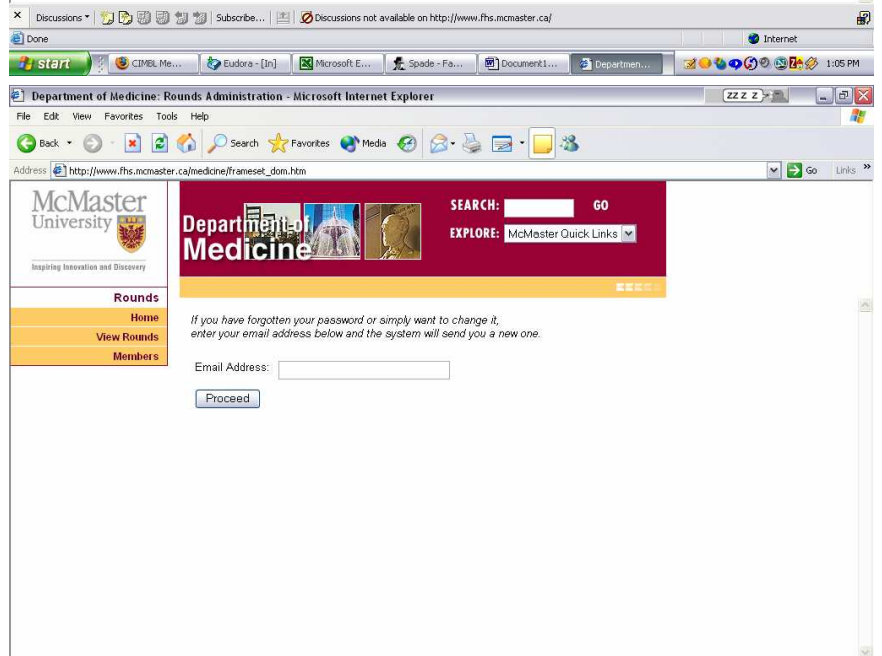 Discussions
Subscribe...
Discussions not available on http://www.fhs.mcmaster.ca/
Done
Internet
start
CIMBL Me...
Eudora - [In]
Microsoft E...
Spade - Fa...
Document1...
Departmen...
1:05 PM
Department of Medicine: Rounds Administration - Microsoft Internet Explorer
ZZ Z Z
File Edit View Favorites Tools Help
Back Search Favorites Media
Address http://www.fhs.mcmaster.ca/medicine/frameset_dom.htm Go Links »
McMaster
University
Inspiring Innovation and Discovery
Department of
Medicine
SEARCH: GO
EXPLORE: McMaster Quick Links
Rounds
Home
View Rounds
Members
If you have forgotten your password or simply want to change it,
enter your email address below and the system will send you a new one.
Email Address:
Proceed